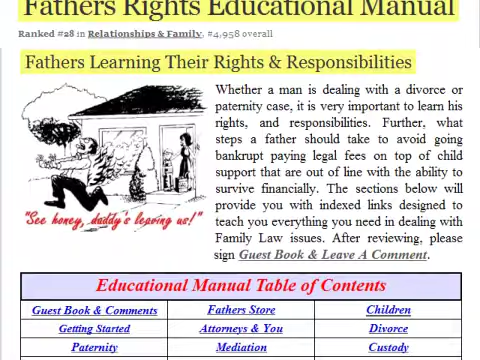 Fathers Rights Educational Manual
Ranked #28 in Relationships & Family, #4,958 overall
Fathers Learning Their Rights & Responsibilities
Whether a man is dealing with a divorce or
paternity case, it is very important to learn his
rights, and responsibilities. Further, what
steps a father should take to avoid going
bankrupt paying legal fees on top of child
support that are out of line with the ability to
survive financially. The sections below will
provide you with indexed links designed to
teach you everything you need in dealing with
Family Law issues. After reviewing, please
sign Guest Book & Leave A Comment.
"See honey, daddy's leaving us!"
Educational Manual Table of Contents
Guest Book & Comments Fathers Store Children
Getting Started Attorneys & You Divorce
Paternity Mediation Custody